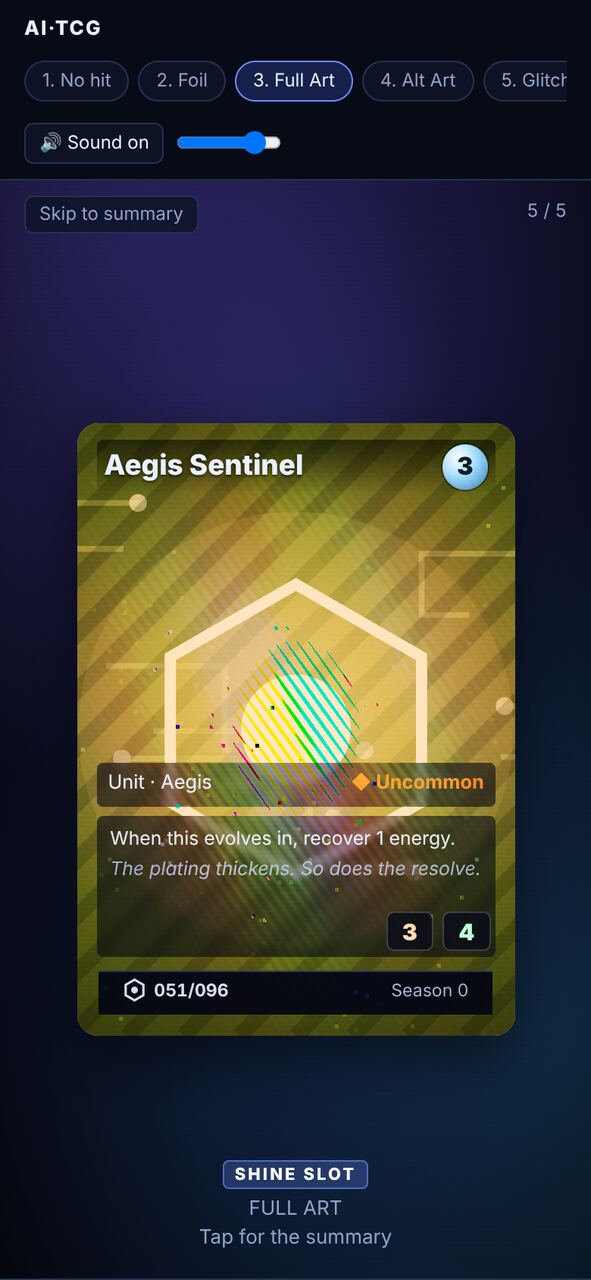 AI·TCG
1. No hit
2. Foil
3. Full Art
4. Alt Art
5. Glitch
🔊 Sound on
Skip to summary
5 / 5
Aegis Sentinel
3
Unit · Aegis
Uncommon
When this evolves in, recover 1 energy.
The plating thickens. So does the resolve.
3
4
051/096
Season 0
SHINE SLOT
FULL ART
Tap for the summary